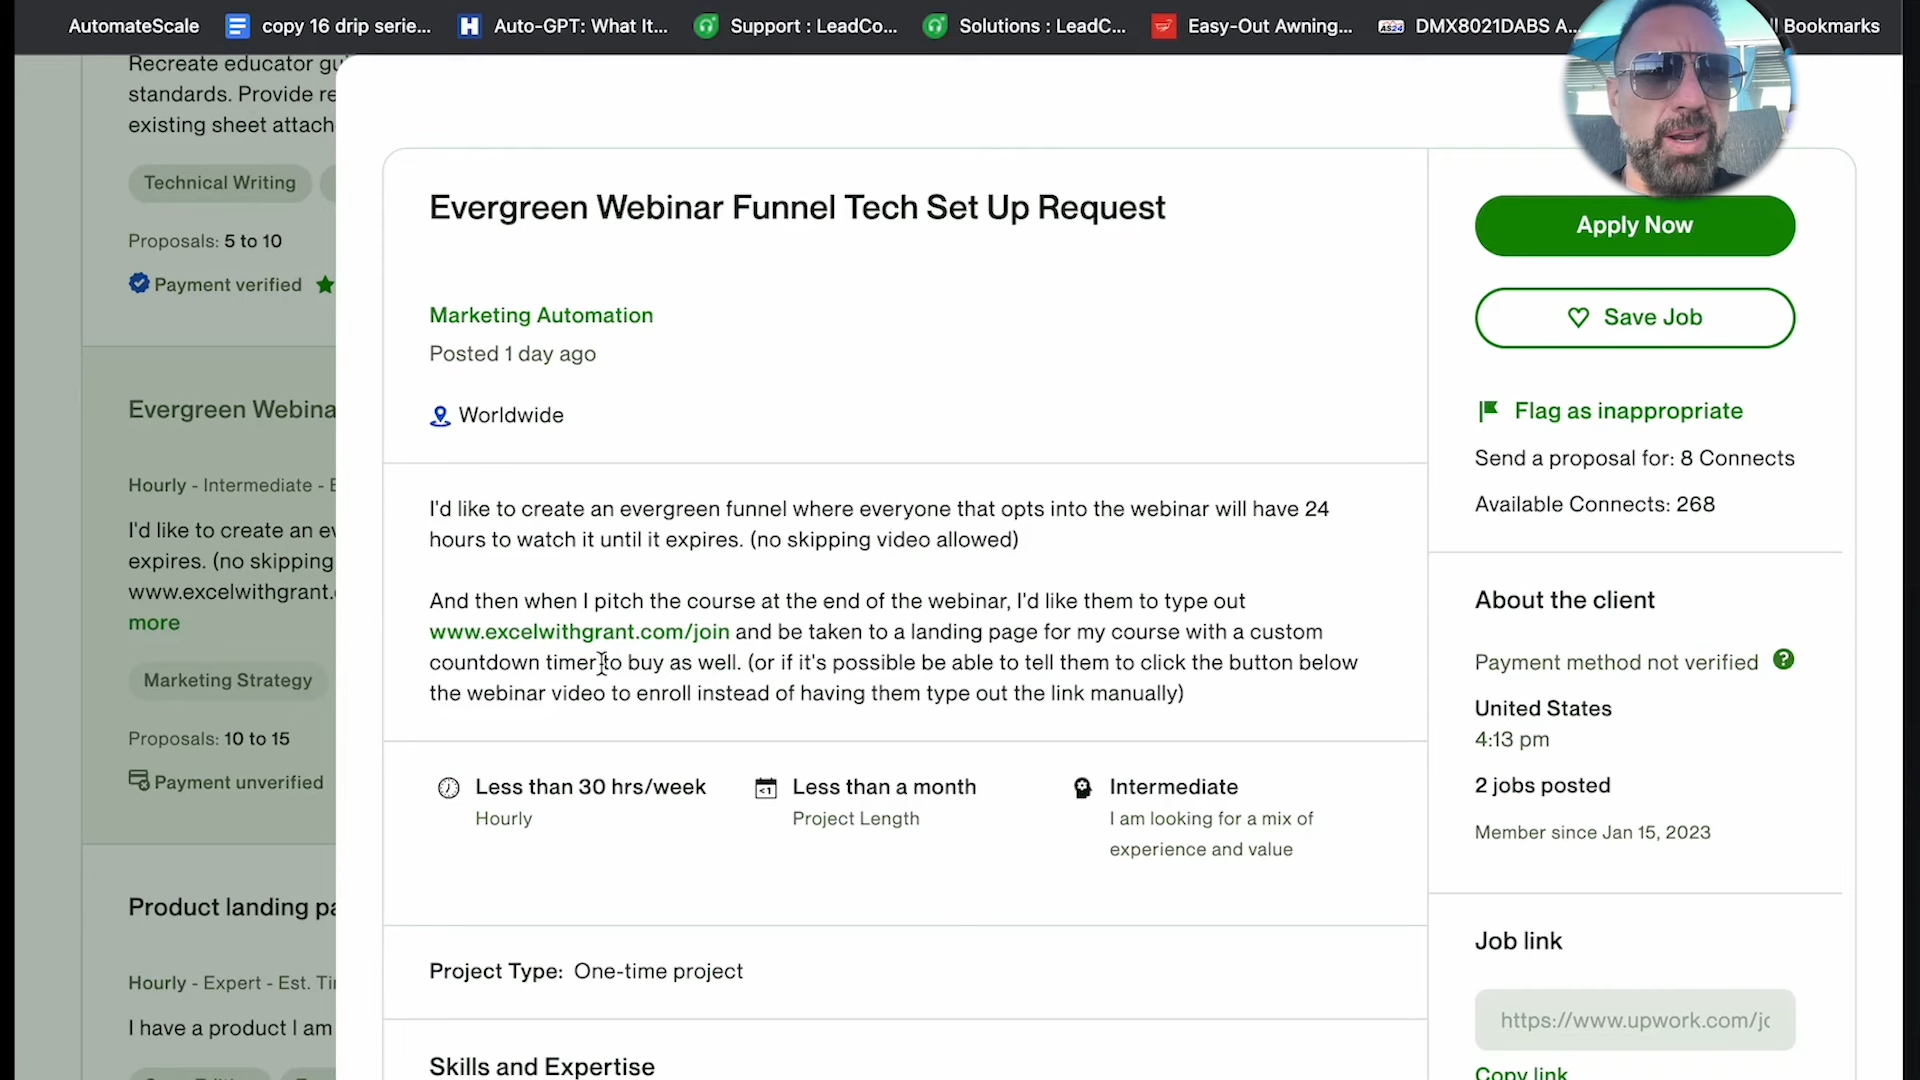 AutomateScale
copy 16 drip serie...
Auto-GPT: What It...
Support : LeadCo...
Solutions : LeadC...
Easy-Out Awning...
DMX8021DABS A...
Bookmarks
Recreate educator gu
standards. Provide re
existing sheet attach
Technical Writing
Proposals: 5 to 10
Payment verified
Evergreen Webina
Hourly - Intermediate - E
I'd like to create an ev
expires. (no skipping
www.excelwithgrant.
more
Marketing Strategy
Proposals: 10 to 15
Payment unverified
Product landing pa
Hourly - Expert - Est. Ti
I have a product I am
Evergreen Webinar Funnel Tech Set Up Request
Marketing Automation
Posted 1 day ago
Worldwide
I'd like to create an evergreen funnel where everyone that opts into the webinar will have 24
hours to watch it until it expires. (no skipping video allowed)
And then when I pitch the course at the end of the webinar, I'd like them to type out
www.excelwithgrant.com/join and be taken to a landing page for my course with a custom
countdown timer to buy as well. (or if it's possible be able to tell them to click the button below
the webinar video to enroll instead of having them type out the link manually)
Less than 30 hrs/week
Hourly
Less than a month
Project Length
Intermediate
I am looking for a mix of
experience and value
Project Type: One-time project
Skills and Expertise
Apply Now
Save Job
Flag as inappropriate
Send a proposal for: 8 Connects
Available Connects: 268
About the client
Payment method not verified
United States
4:13 pm
2 jobs posted
Member since Jan 15, 2023
Job link
https://www.upwork.com/jo
Copy link